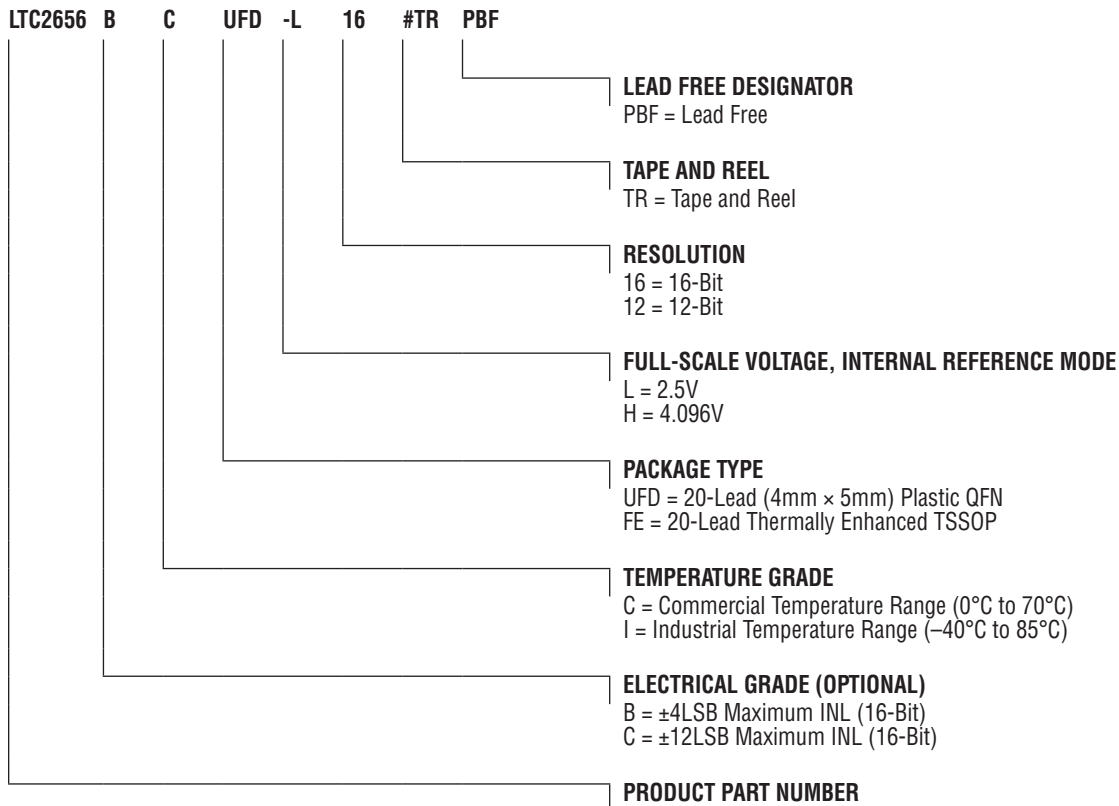 LTC2656 B C UFD -L 16 #TR PBF
LEAD FREE DESIGNATOR
PBF = Lead Free
TAPE AND REEL
TR = Tape and Reel
RESOLUTION
16 = 16-Bit
12 = 12-Bit
FULL-SCALE VOLTAGE, INTERNAL REFERENCE MODE
L = 2.5V
H = 4.096V
PACKAGE TYPE
UFD = 20-Lead (4mm × 5mm) Plastic QFN
FE = 20-Lead Thermally Enhanced TSSOP
TEMPERATURE GRADE
C = Commercial Temperature Range (0°C to 70°C)
I = Industrial Temperature Range (–40°C to 85°C)
ELECTRICAL GRADE (OPTIONAL)
B = ±4LSB Maximum INL (16-Bit)
C = ±12LSB Maximum INL (16-Bit)
PRODUCT PART NUMBER